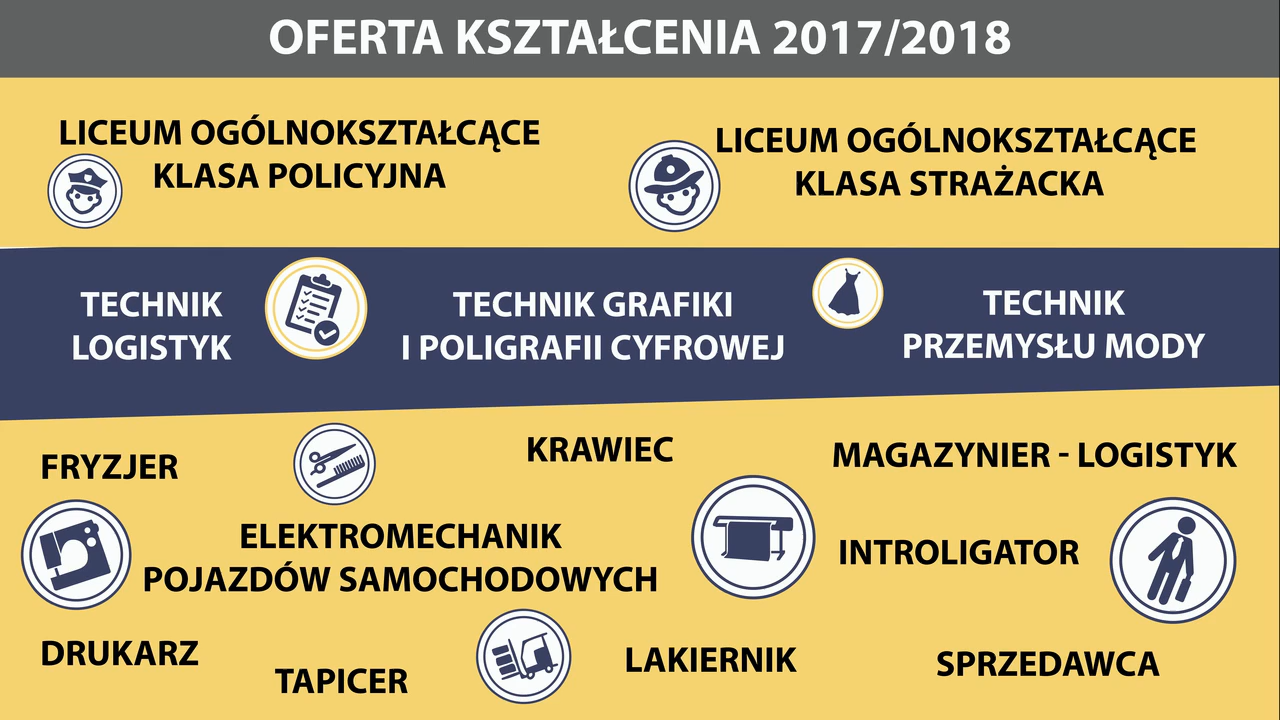 OFERTA KSZTAŁCENIA 2017/2018
LICEUM OGÓLNOKSZTAŁCĄCE
KLASA POLICYJNA
LICEUM OGÓLNOKSZTAŁCĄCE
KLASA STRAŻACKA
TECHNIK
LOGISTYK
TECHNIK GRAFIKI
I POLIGRAFII CYFROWEJ
TECHNIK
PRZEMYSŁU MODY
FRYZJER
KRAWIEC
MAGAZYNIER - LOGISTYK
ELEKTROMECHANIK
POJAZDÓW SAMOCHODOWYCH
INTROLIGATOR
DRUKARZ
TAPICER
LAKIERNIK
SPRZEDAWCA